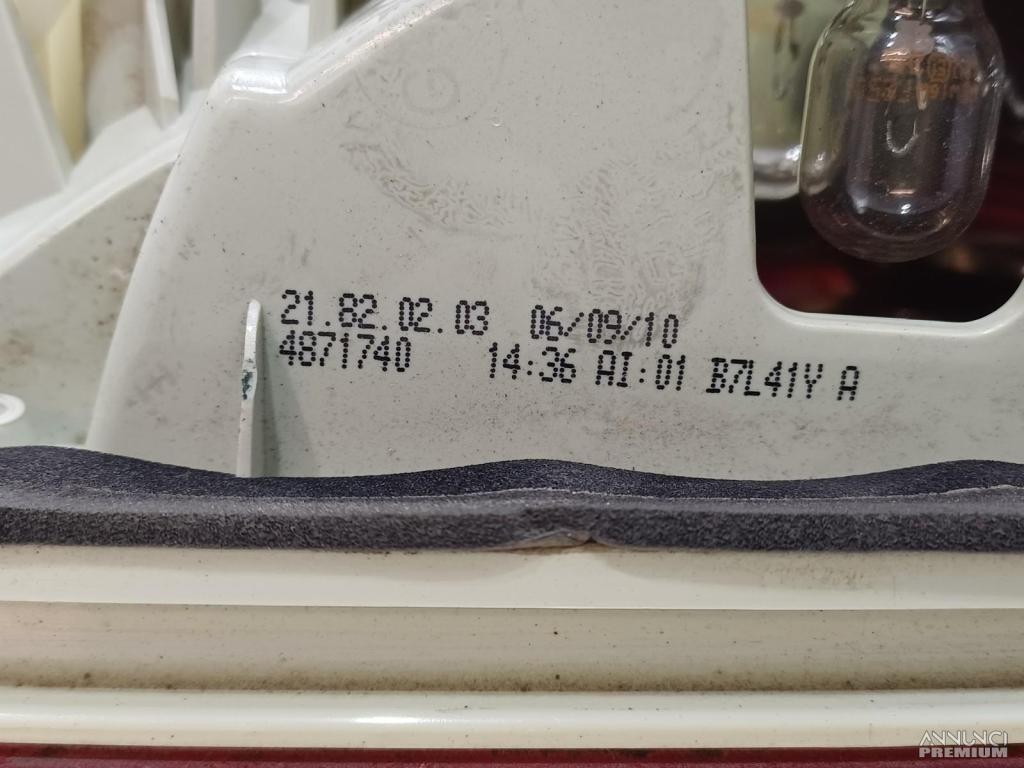 21.82.02.03 06/09/10
4871740 14:36 AI:01 B7L41Y A
ANNUNCI
PREMIUM